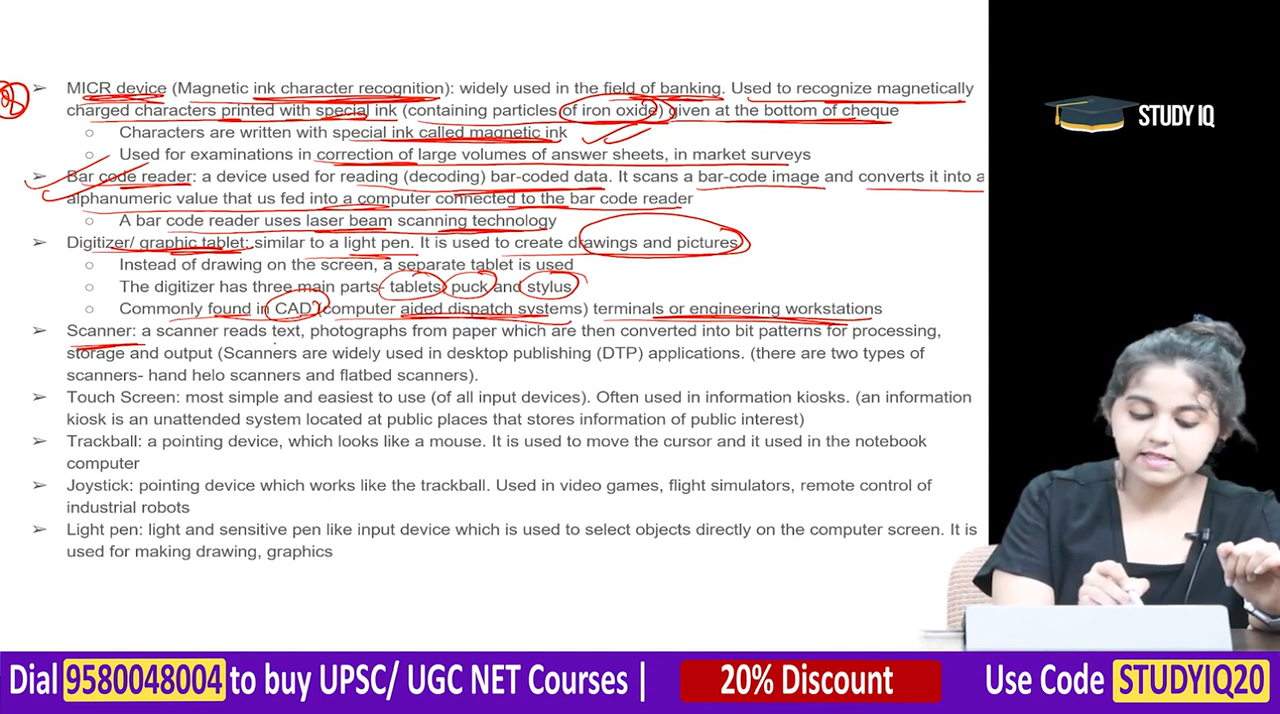 ➢ MICR device (Magnetic ink character recognition): widely used in the field of banking. Used to recognize magnetically
charged characters printed with special ink (containing particles of iron oxide) given at the bottom of cheque
○ Characters are written with special ink called magnetic ink
○ Used for examinations in correction of large volumes of answer sheets, in market surveys
➢ Bar code reader: a device used for reading (decoding) bar-coded data. It scans a bar-code image and converts it into a
alphanumeric value that us fed into a computer connected to the bar code reader
○ A bar code reader uses laser beam scanning technology
➢ Digitizer/ graphic tablet: similar to a light pen. It is used to create drawings and pictures
○ Instead of drawing on the screen, a separate tablet is used
○ The digitizer has three main parts- tablets, puck and stylus
○ Commonly found in CAD (computer aided dispatch systems) terminals or engineering workstations
➢ Scanner: a scanner reads text, photographs from paper which are then converted into bit patterns for processing,
storage and output (Scanners are widely used in desktop publishing (DTP) applications. (there are two types of
scanners- hand helo scanners and flatbed scanners).
➢ Touch Screen: most simple and easiest to use (of all input devices). Often used in information kiosks. (an information
kiosk is an unattended system located at public places that stores information of public interest)
➢ Trackball: a pointing device, which looks like a mouse. It is used to move the cursor and it used in the notebook
computer
➢ Joystick: pointing device which works like the trackball. Used in video games, flight simulators, remote control of
industrial robots
➢ Light pen: light and sensitive pen like input device which is used to select objects directly on the computer screen. It is
used for making drawing, graphics
STUDY IQ
Dial 9580048004 to buy UPSC/ UGC NET Courses | 20% Discount Use Code STUDYIQ20